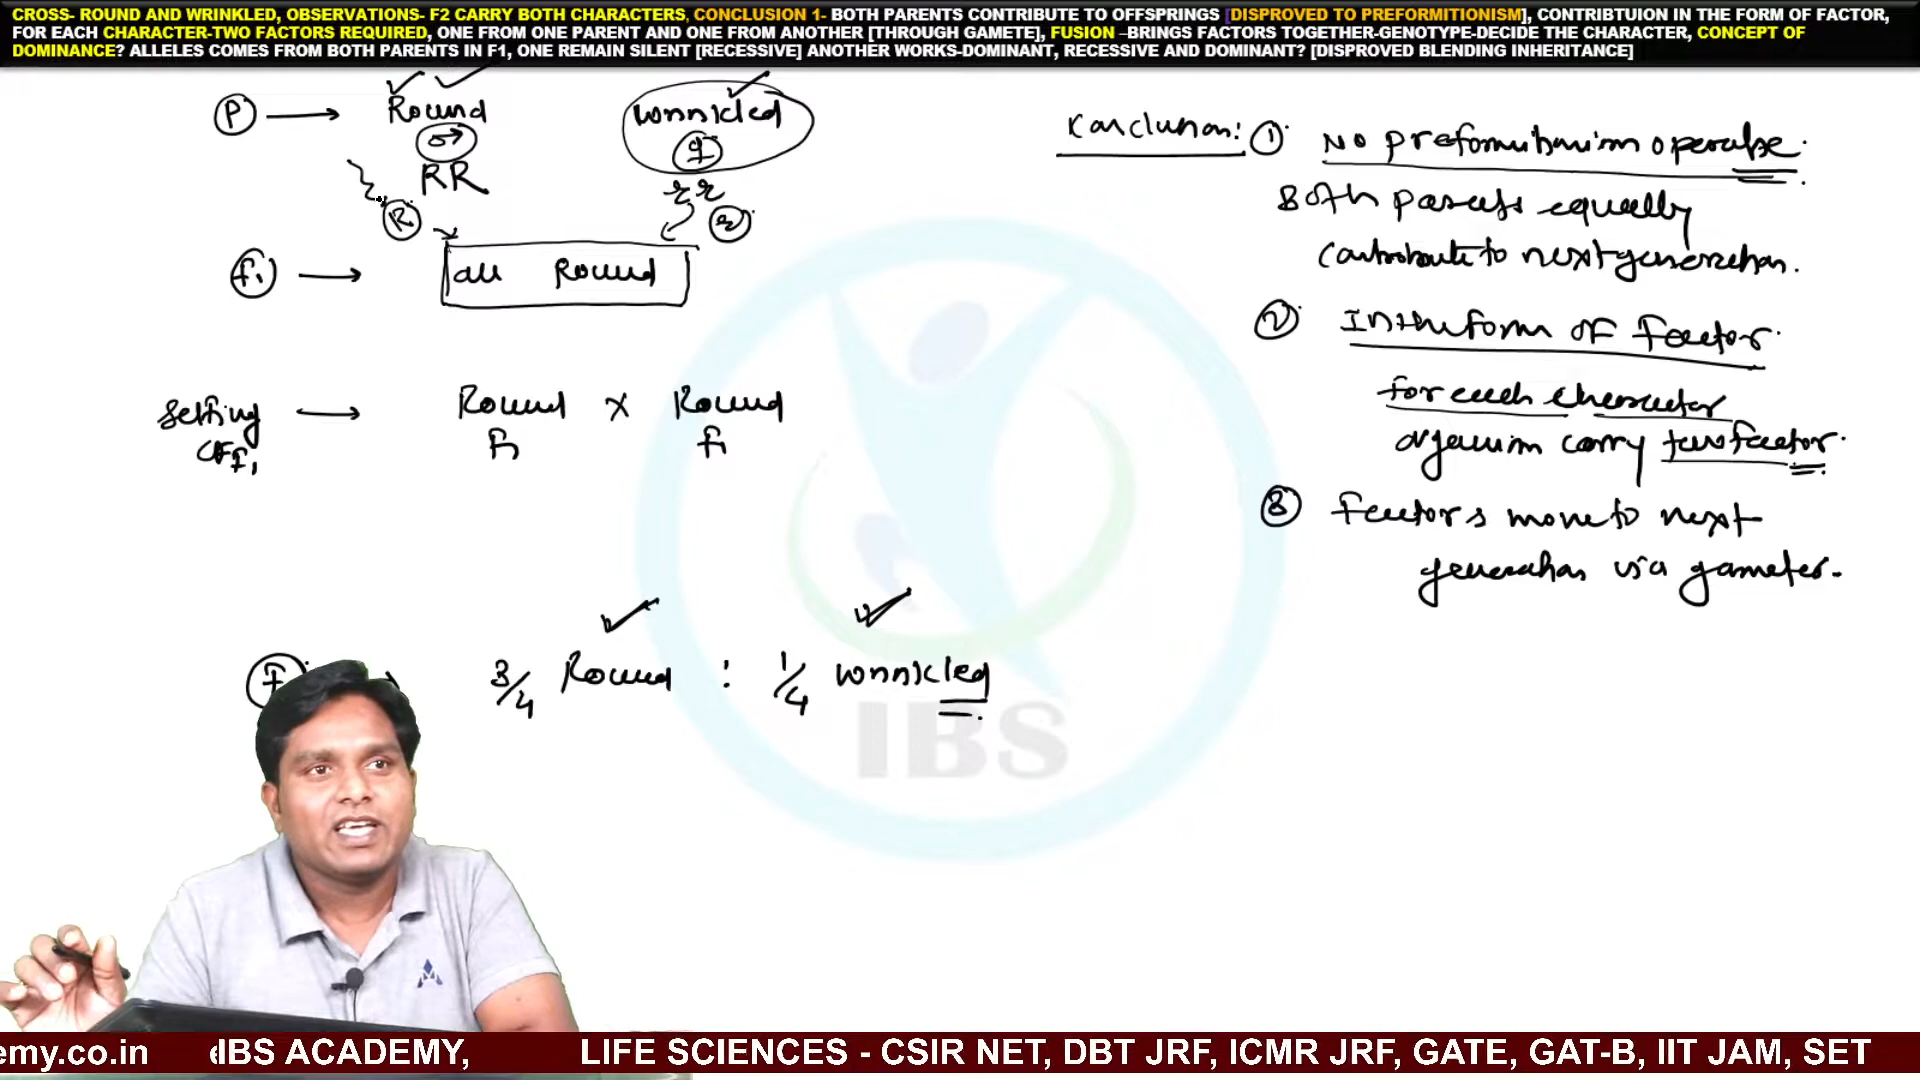 CROSS- ROUND AND WRINKLED, OBSERVATIONS- F2 CARRY BOTH CHARACTERS, CONCLUSION 1- BOTH PARENTS CONTRIBUTE TO OFFSPRINGS [DISPROVED TO PREFORMITIONISM], CONTRIBTUION IN THE FORM OF FACTOR,
FOR EACH CHARACTER-TWO FACTORS REQUIRED, ONE FROM ONE PARENT AND ONE FROM ANOTHER [THROUGH GAMETE], FUSION –BRINGS FACTORS TOGETHER-GENOTYPE-DECIDE THE CHARACTER, CONCEPT OF
DOMINANCE? ALLELES COMES FROM BOTH PARENTS IN F1, ONE REMAIN SILENT [RECESSIVE] ANOTHER WORKS-DOMINANT, RECESSIVE AND DOMINANT? [DISPROVED BLENDING INHERITANCE]
P → Round wrinkled
♂ ♀
RR rr
R r
F1 → all Round
Selfing → Round × Round
of F1 F1 F1
F → 3/4 Round : 1/4 wrinkled
Conclusion: ① No preformitionism operate.
Both parents equally
contribute to next generation.
② In the form of factor.
for each character
organism carry two factor.
③ Factors move to next
generation via gametes.
IBS
emy.co.in eIBS ACADEMY, LIFE SCIENCES - CSIR NET, DBT JRF, ICMR JRF, GATE, GAT-B, IIT JAM, SET